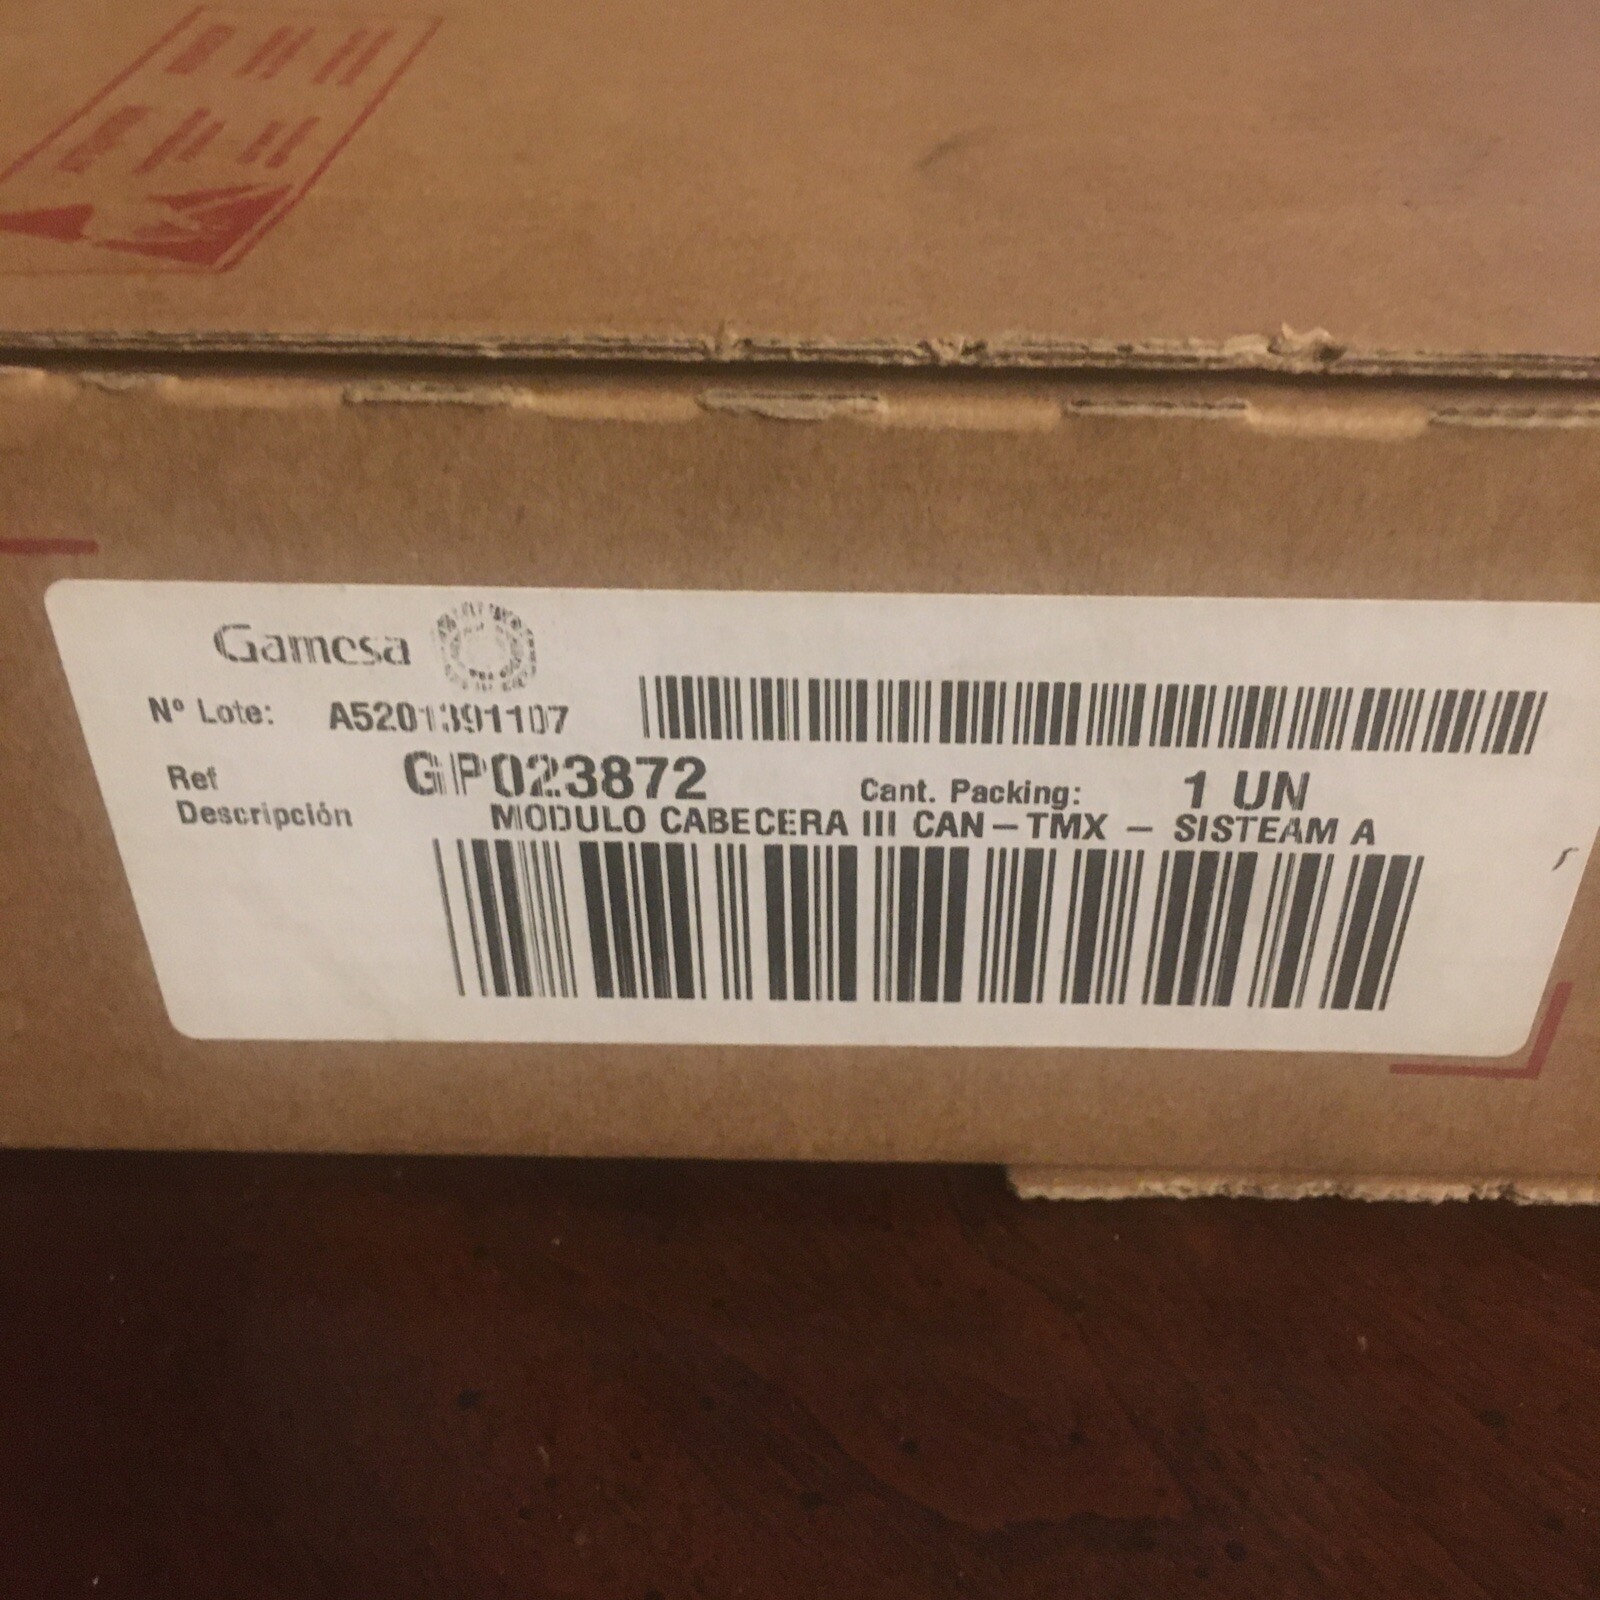 Gamesa
Nº Lote: A5201391107
Ref GP023872 Cant. Packing: 1 UN
Descripción MODULO CABECERA III CAN-TMX - SISTEAM A